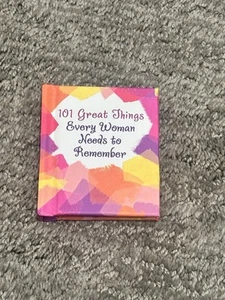 101 Great Things
Every Woman
Needs to
Remember